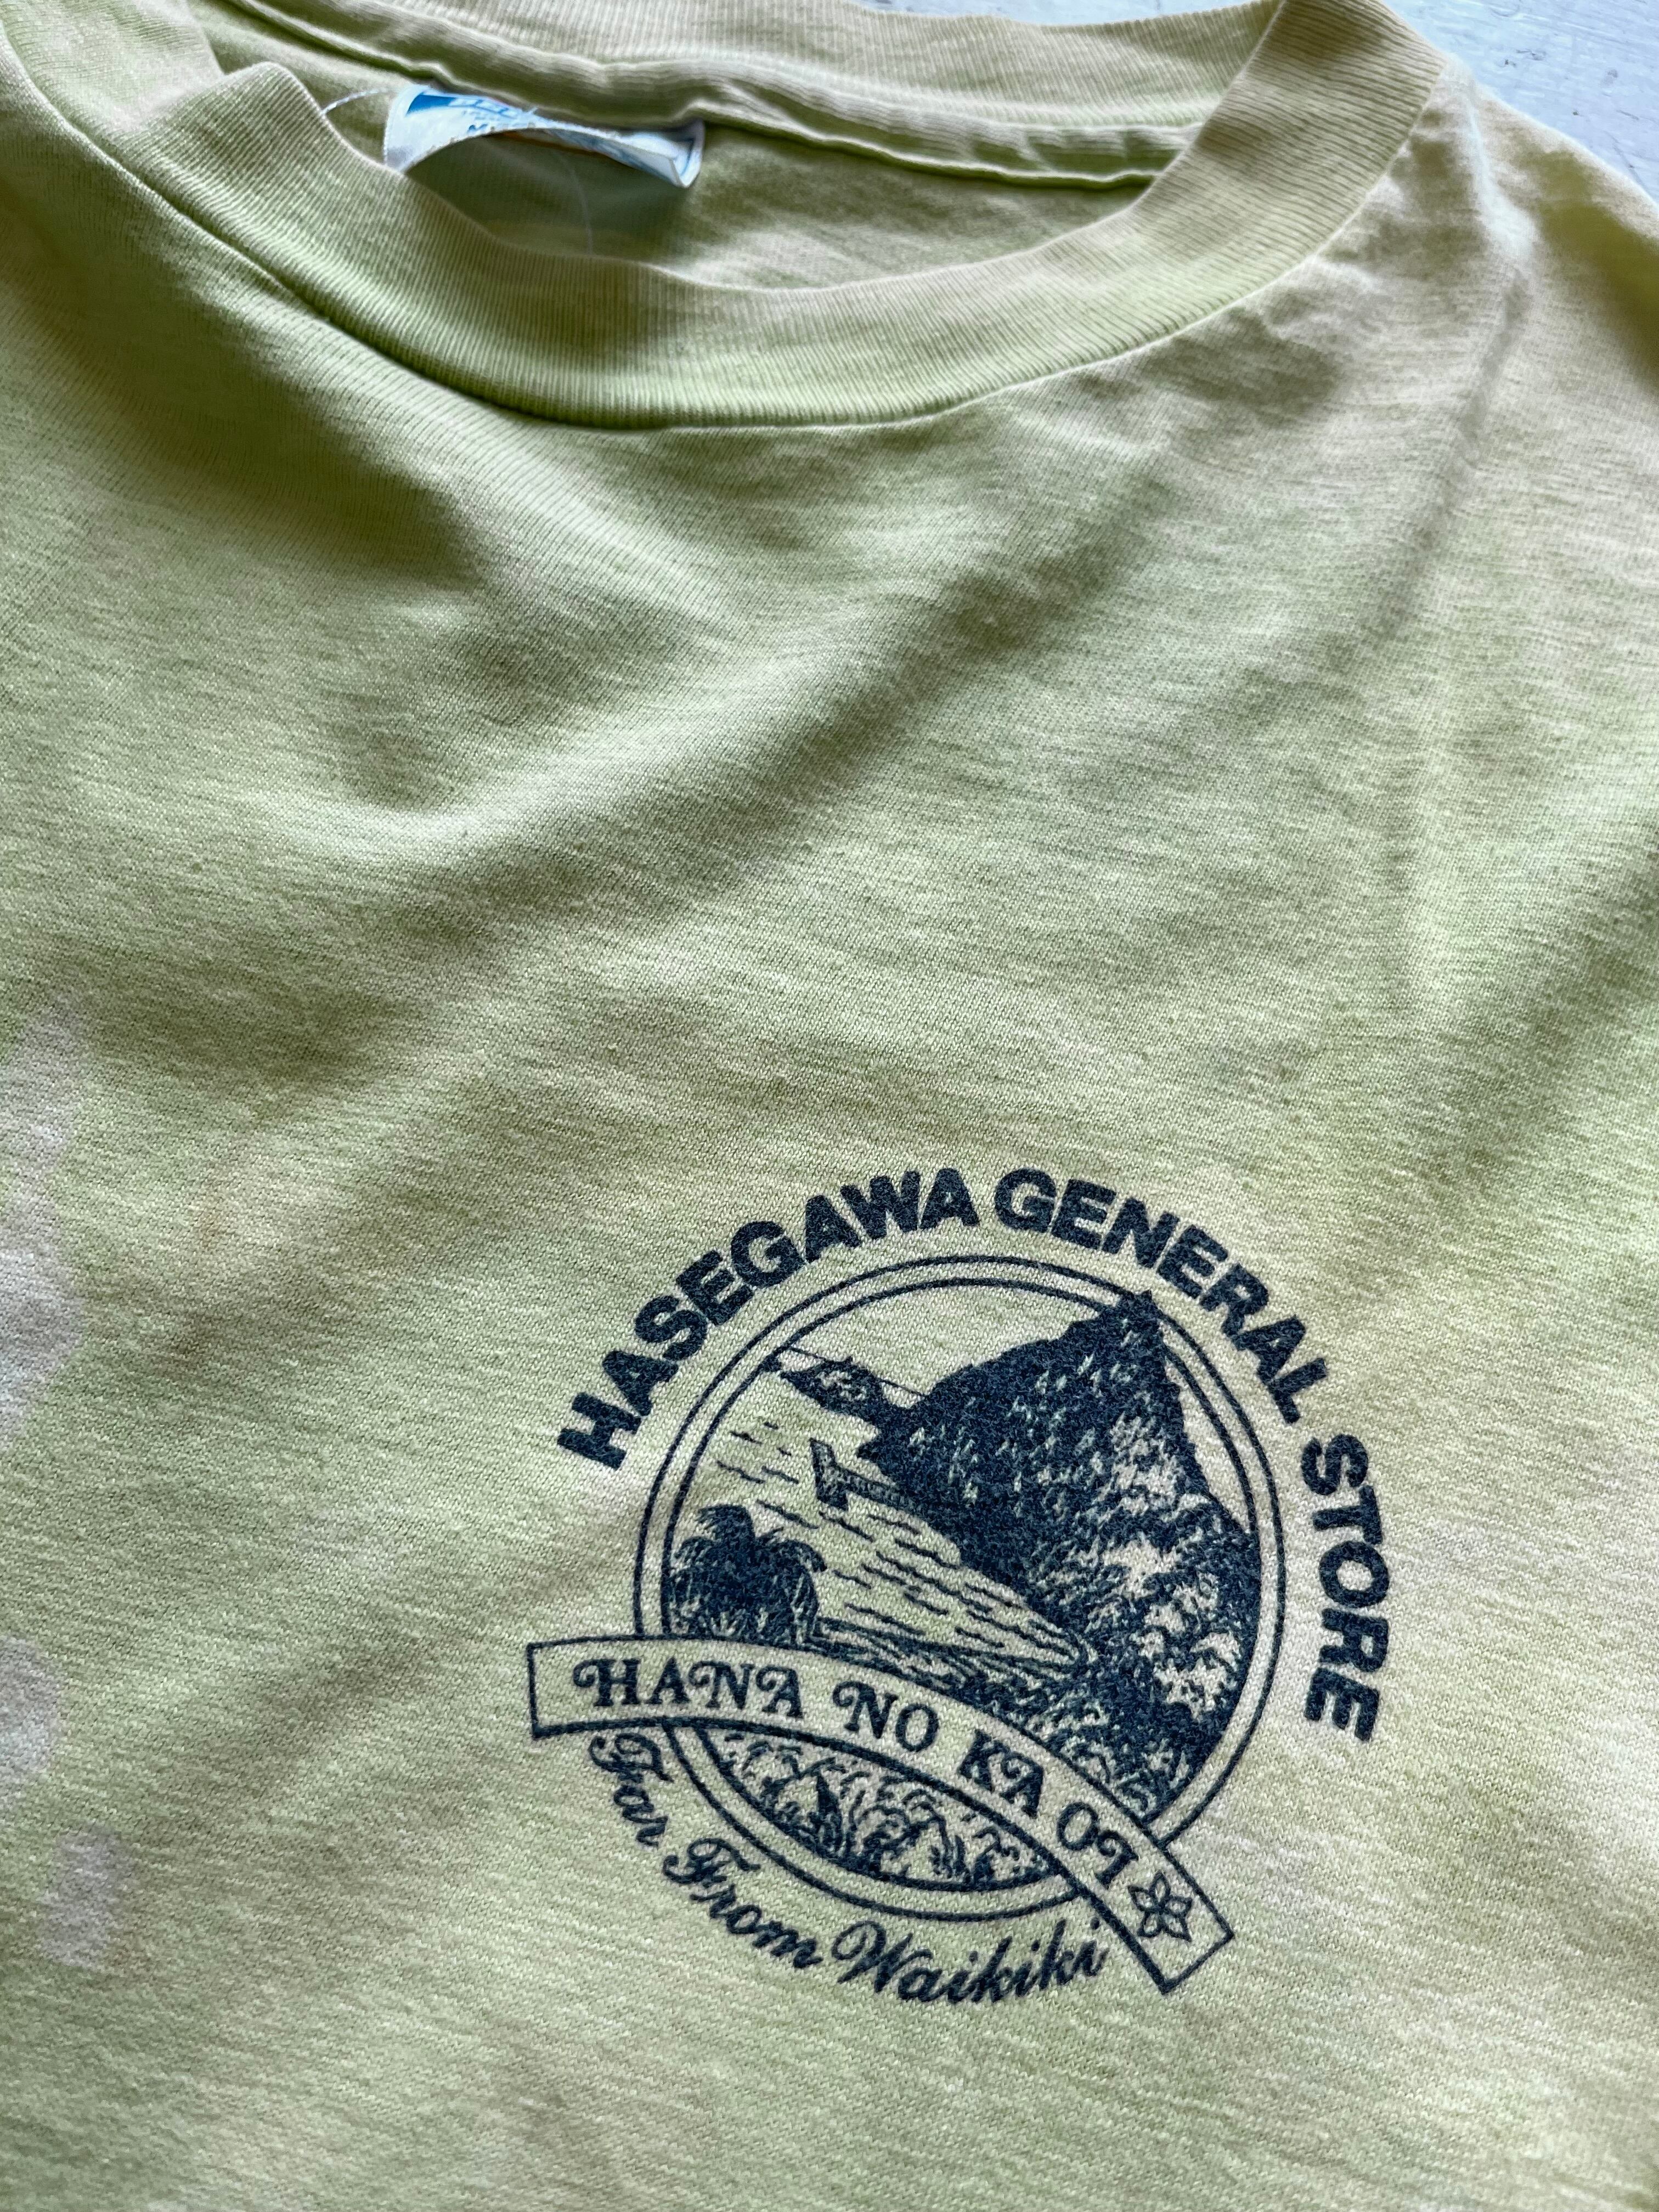 HASEGAWA GENERAL STORE
HANA NO KA OI
Far From Waikiki